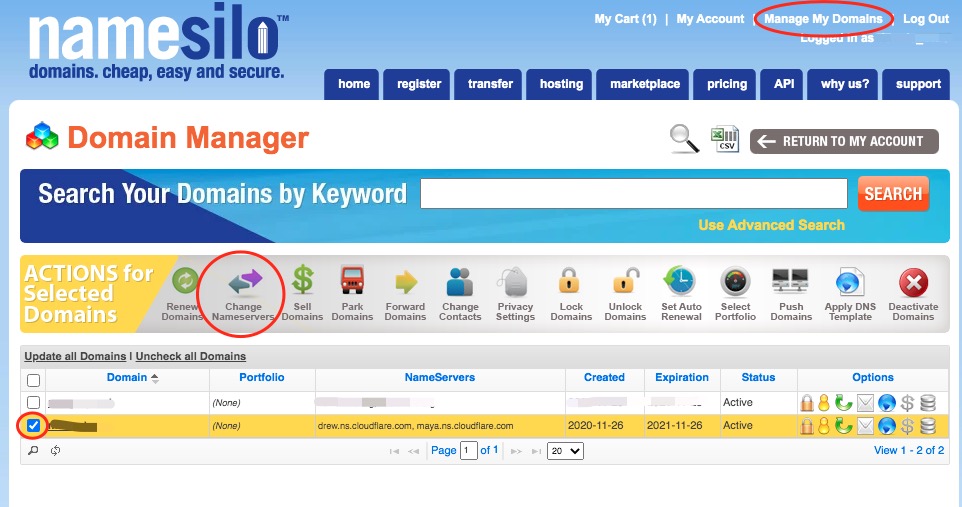 namesilo™
domains. cheap, easy and secure.
My Cart (1) | My Account | Manage My Domains | Log Out
Logged in as
home register transfer hosting marketplace pricing API why us? support
Domain Manager
CSV
RETURN TO MY ACCOUNT
Search Your Domains by Keyword
SEARCH
Use Advanced Search
ACTIONS for
Selected
Domains
Renew
Domains
Change
Nameservers
Sell
Domains
Park
Domains
Forward
Domains
Change
Contacts
Privacy
Settings
Lock
Domains
Unlock
Domains
Set Auto
Renewal
Select
Portfolio
Push
Domains
Apply DNS
Template
Deactivate
Domains
Update all Domains | Uncheck all Domains
Domain Portfolio NameServers Created Expiration Status Options
(None) Active
(None) drew.ns.cloudflare.com, maya.ns.cloudflare.com 2020-11-26 2021-11-26 Active
Page 1 of 1 20 View 1 - 2 of 2